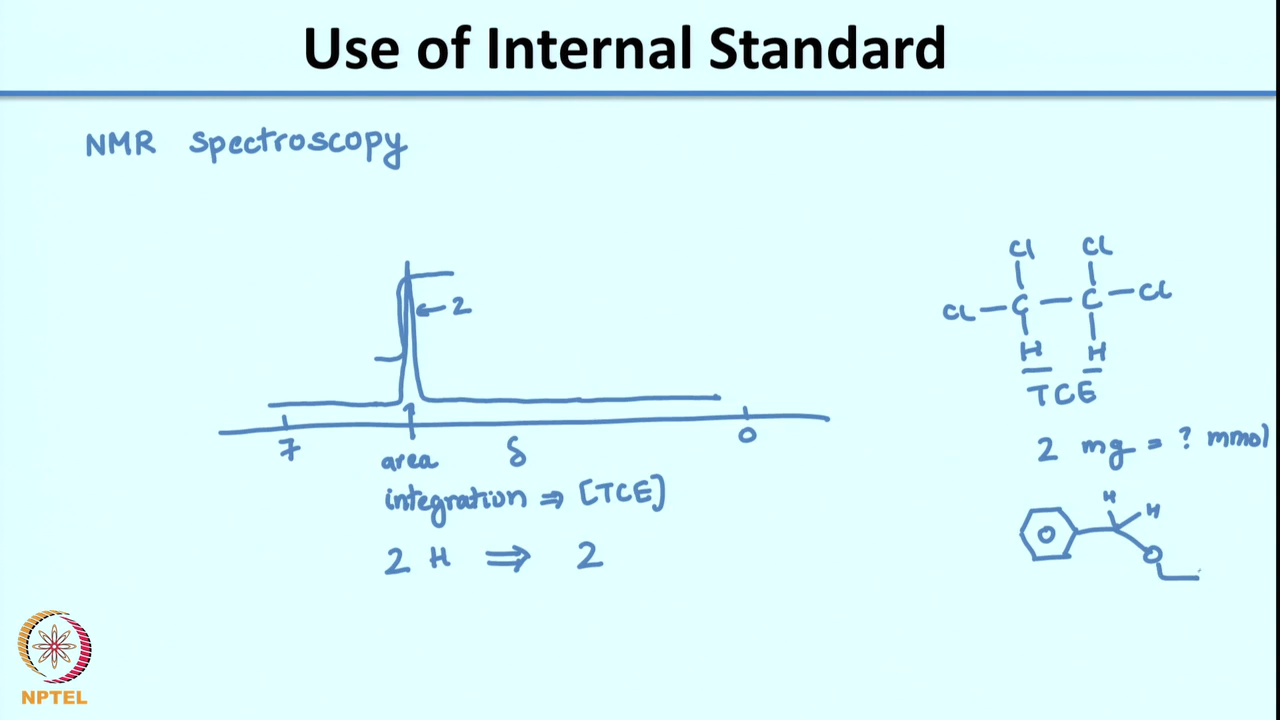 Use of Internal Standard
NMR spectroscopy
Cl Cl
Cl-C-C-Cl
H H
TCE
2
7 0
area δ
integration ⇒ [TCE]
2 H ⇒ 2
2 mg = ? mmol
H H
O
NPTEL